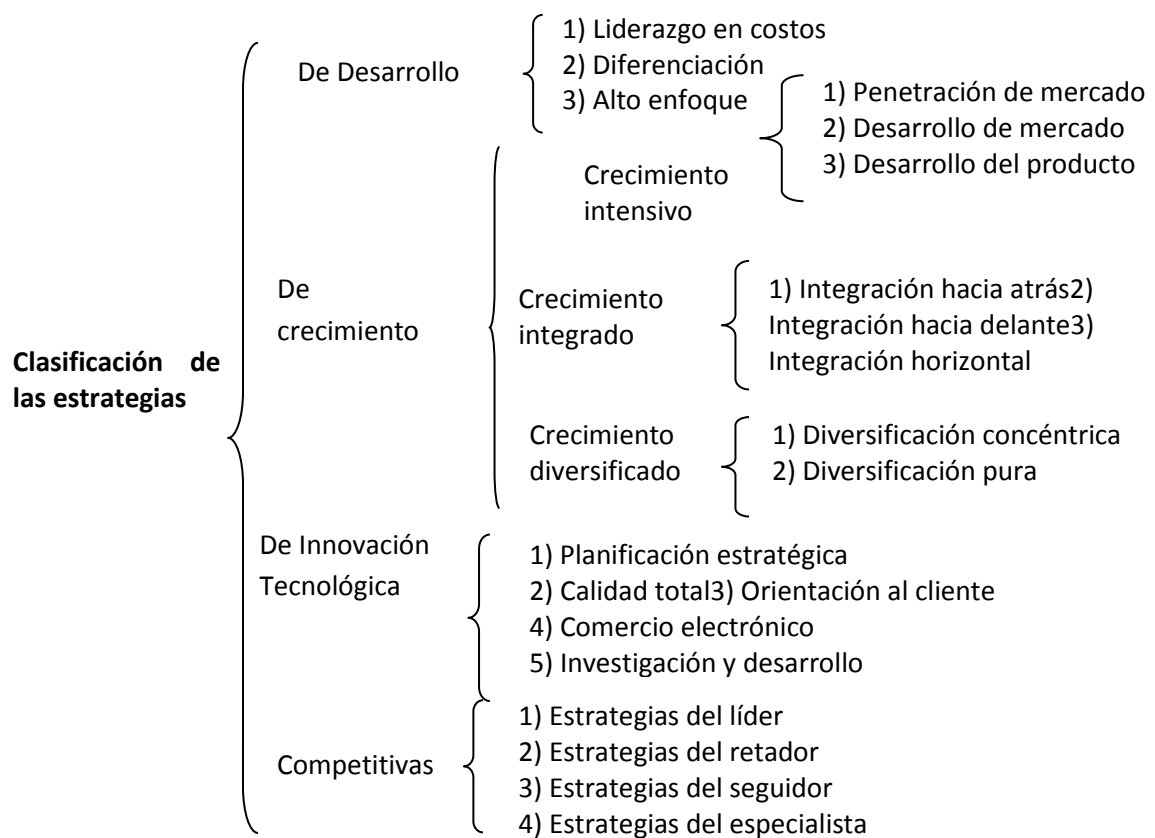 Clasificación de
las estrategias
De Desarrollo
1) Liderazgo en costos
2) Diferenciación
3) Alto enfoque
De
crecimiento
Crecimiento
intensivo
1) Penetración de mercado
2) Desarrollo de mercado
3) Desarrollo del producto
Crecimiento
integrado
1) Integración hacia atrás2)
Integración hacia delante3)
Integración horizontal
Crecimiento
diversificado
1) Diversificación concéntrica
2) Diversificación pura
De Innovación
Tecnológica
1) Planificación estratégica
2) Calidad total3) Orientación al cliente
4) Comercio electrónico
5) Investigación y desarrollo
Competitivas
1) Estrategias del líder
2) Estrategias del retador
3) Estrategias del seguidor
4) Estrategias del especialista